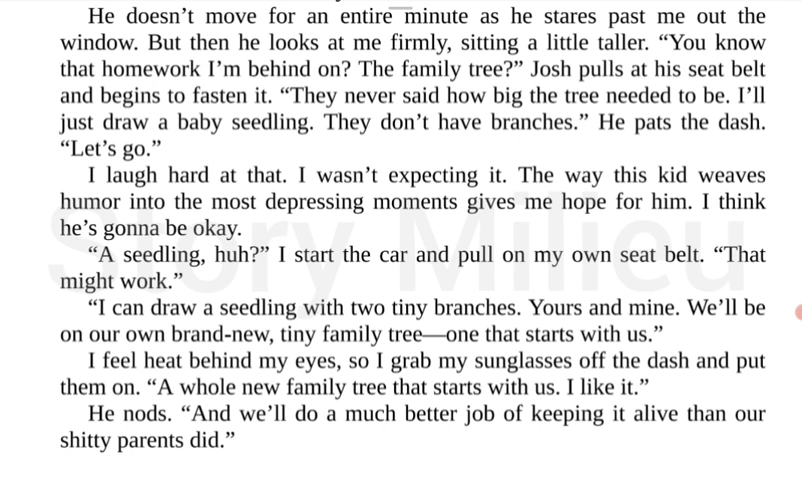 He doesn’t move for an entire minute as he stares past me out the
window. But then he looks at me firmly, sitting a little taller. “You know
that homework I’m behind on? The family tree?” Josh pulls at his seat belt
and begins to fasten it. “They never said how big the tree needed to be. I’ll
just draw a baby seedling. They don’t have branches.” He pats the dash.
“Let’s go.”
I laugh hard at that. I wasn’t expecting it. The way this kid weaves
humor into the most depressing moments gives me hope for him. I think
he’s gonna be okay.
“A seedling, huh?” I start the car and pull on my own seat belt. “That
might work.”
“I can draw a seedling with two tiny branches. Yours and mine. We’ll be
on our own brand-new, tiny family tree—one that starts with us.”
I feel heat behind my eyes, so I grab my sunglasses off the dash and put
them on. “A whole new family tree that starts with us. I like it.”
He nods. “And we’ll do a much better job of keeping it alive than our
shitty parents did.”
Story Milieu